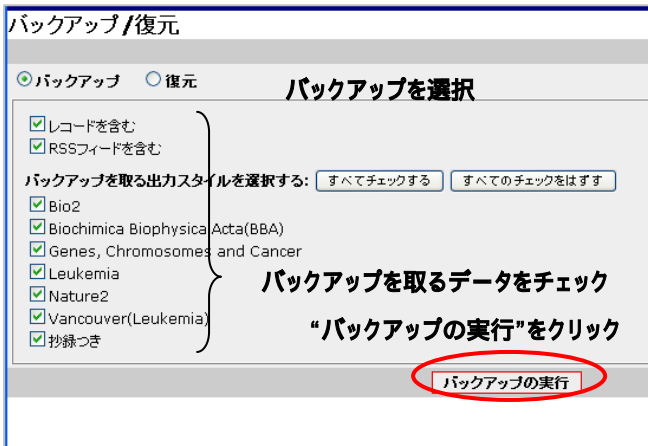 バックアップ/復元
バックアップ 復元
バックアップを選択
レコードを含む
RSSフィードを含む
バックアップを取る出力スタイルを選択する: すべてチェックする すべてのチェックをはずす
Bio2
Biochimica Biophysica Acta(BBA)
Genes, Chromosomes and Cancer
Leukemia
バックアップを取るデータをチェック
Nature2
Vancouver(Leukemia)
“バックアップの実行”をクリック
抄録つき
バックアップの実行